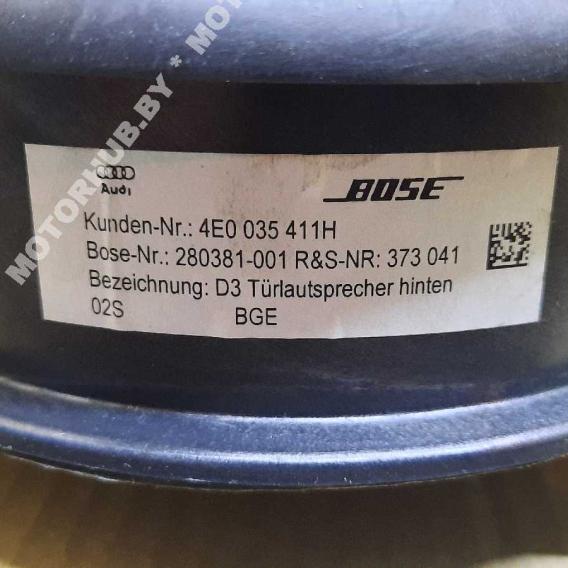 MOTORHUB.BY * MOTO
Audi
BOSE
Kunden-Nr.: 4E0 035 411H
Bose-Nr.: 280381-001 R&S-NR: 373 041
Bezeichnung: D3 Türlautsprecher hinten
02S BGE